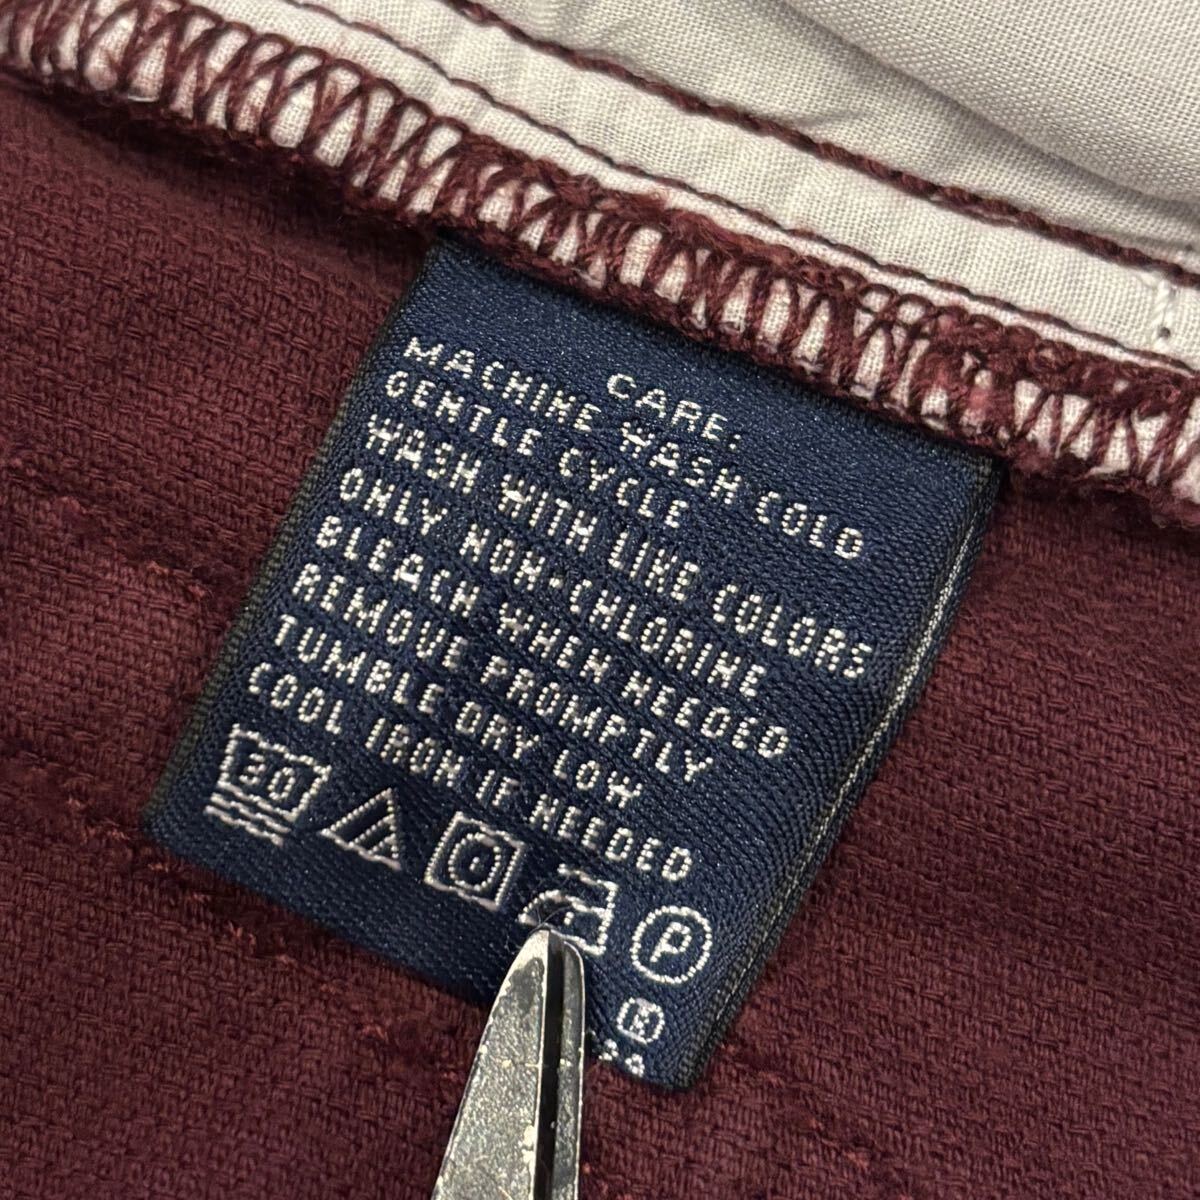 CARE:
MACHINE WASH COLD
GENTLE CYCLE
WASH WITH LIKE COLORS
ONLY NON-CHLORINE
BLEACH WHEN NEEDED
REMOVE PROMPTLY
TUMBLE DRY LOW
COOL IRON IF NEEDED
30
P